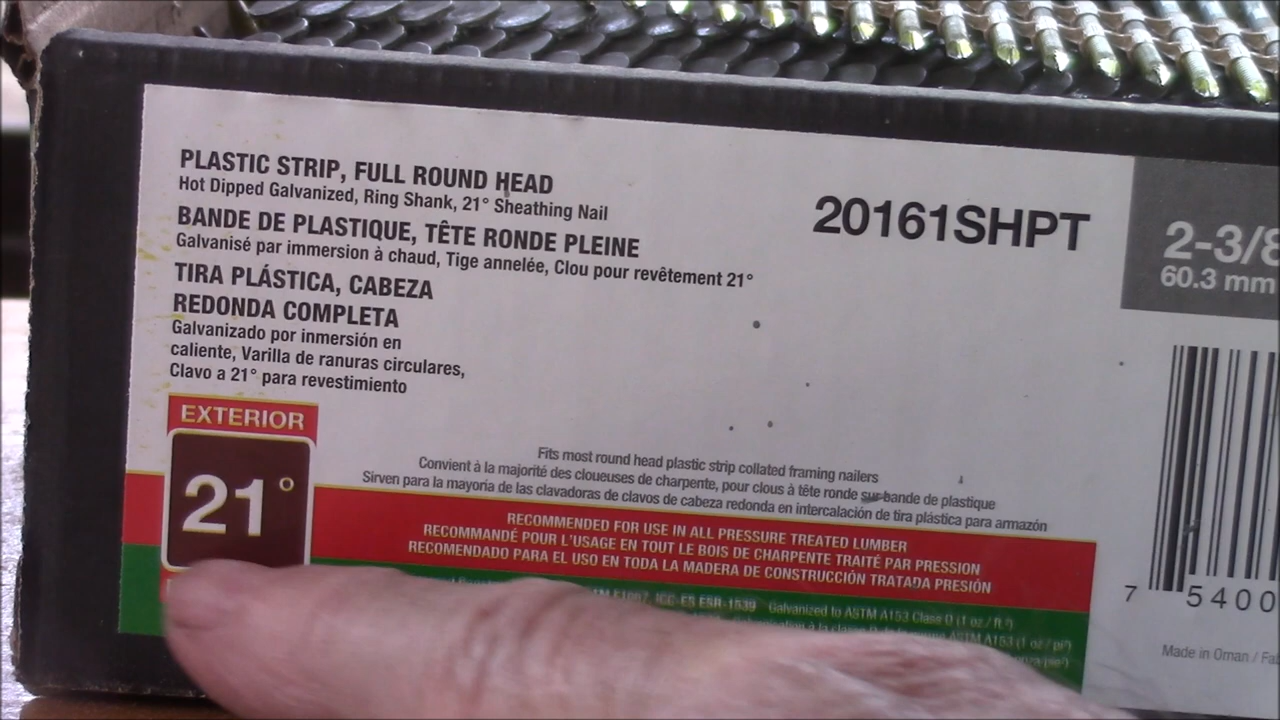 PLASTIC STRIP, FULL ROUND HEAD
Hot Dipped Galvanized, Ring Shank, 21° Sheathing Nail
BANDE DE PLASTIQUE, TÊTE RONDE PLEINE
Galvanisé par immersion à chaud, Tige annelée, Clou pour revêtement 21°
TIRA PLÁSTICA, CABEZA
REDONDA COMPLETA
Galvanizado por inmersión en
caliente, Varilla de ranuras circulares,
Clavo a 21° para revestimiento
20161SHPT
2-3/8
60.3 mm
EXTERIOR
21°
Fits most round head plastic strip collated framing nailers
Convient à la majorité des cloueuses de charpente, pour clous à tête ronde sur bande de plastique
Sirven para la mayoría de las clavadoras de clavos de cabeza redonda en intercalación de tira plástica para armazón
RECOMMENDED FOR USE IN ALL PRESSURE TREATED LUMBER
RECOMMANDÉ POUR L'USAGE EN TOUT LE BOIS DE CHARPENTE TRAITÉ PAR PRESSION
RECOMENDADO PARA EL USO EN TODA LA MADERA DE CONSTRUCCIÓN TRATADA PRESIÓN
ICC-ES ESR-1539 Galvanized to ASTM A153 Class D (1 oz / ft.²)
ASTM A153 (1 oz / pi²)
7 5400
Made in Oman /